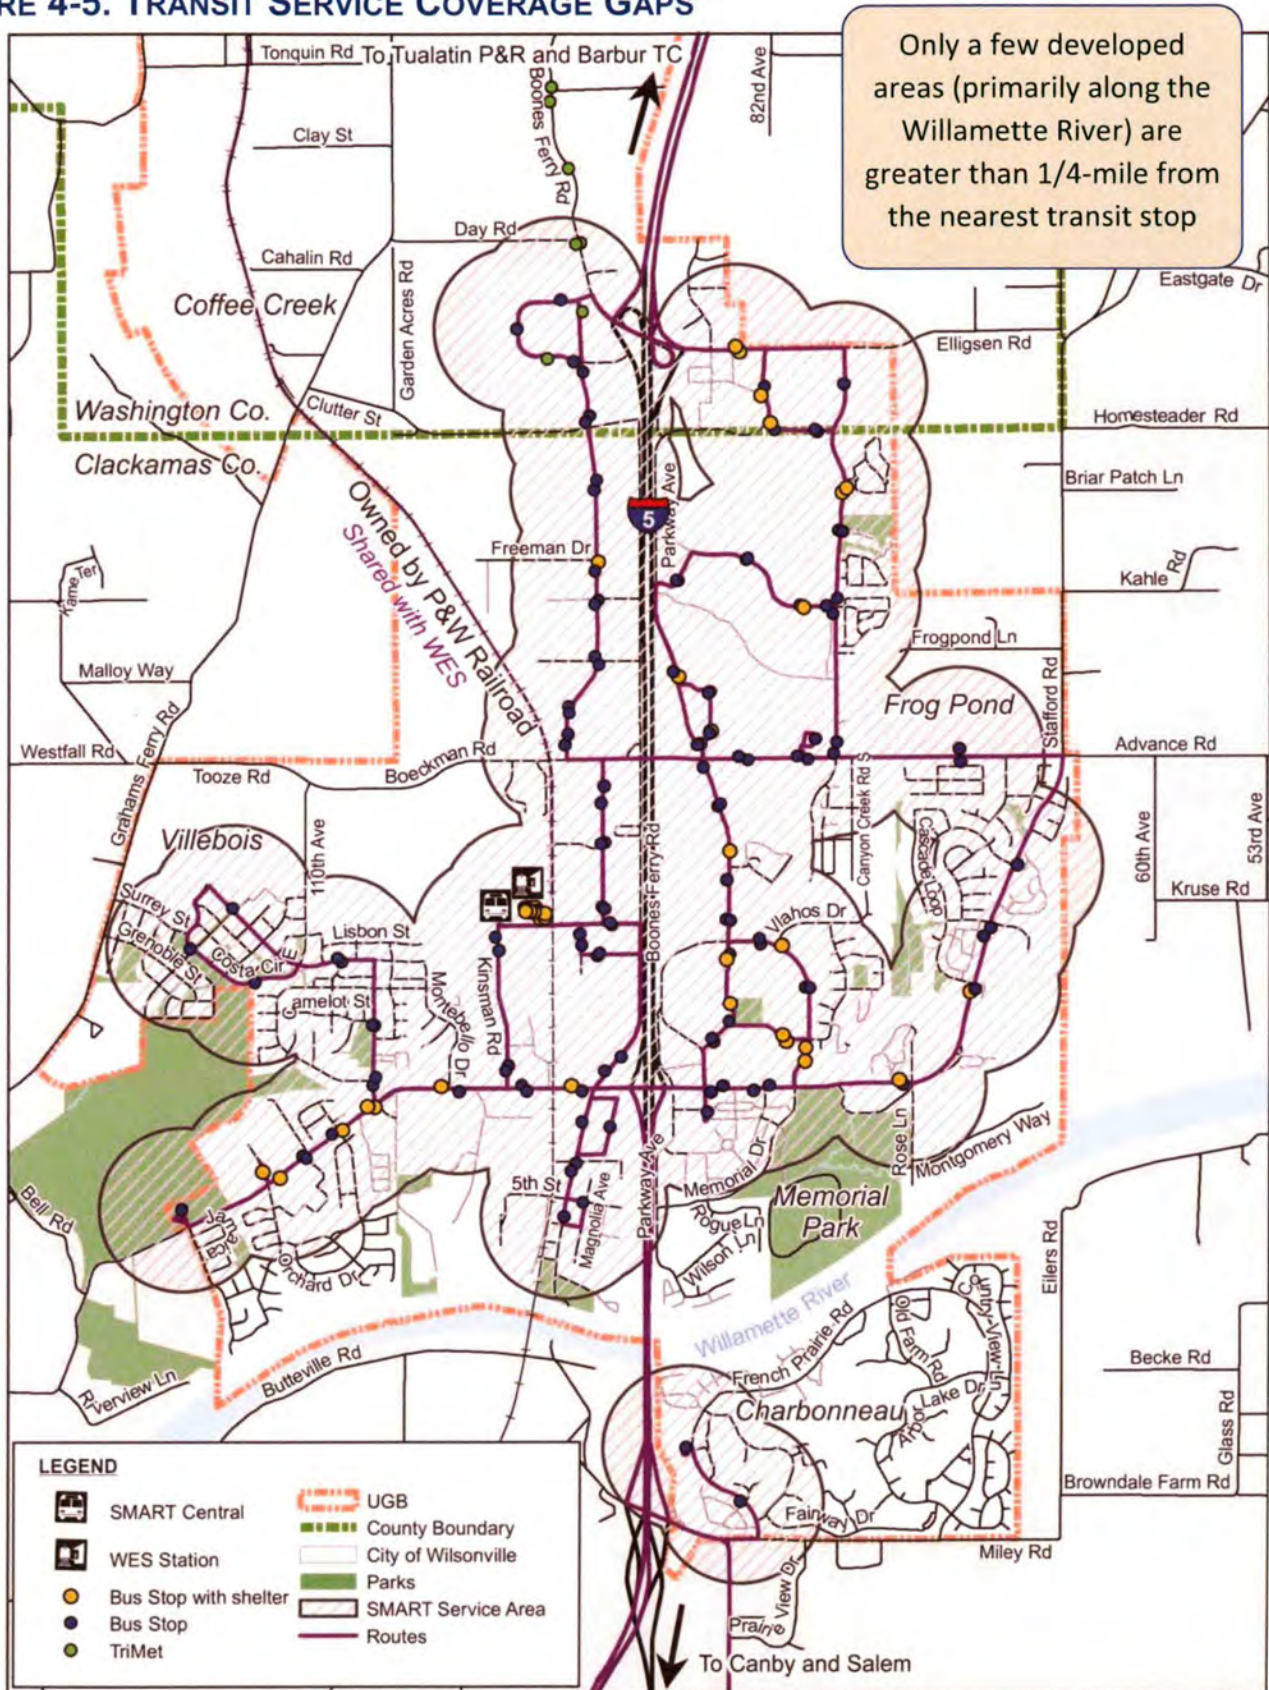 RE 4-5. TRANSIT SERVICE COVERAGE GAPS
Only a few developed
areas (primarily along the
Willamette River) are
greater than 1/4-mile from
the nearest transit stop
Tonquin Rd
To Tualatin P&R and Barbur TC
82nd Ave
Boones Ferry Rd
Clay St
Day Rd
Cahalin Rd
Garden Acres Rd
Eastgate Dr
Coffee Creek
Elligsen Rd
Washington Co.
Clutter St
Homesteader Rd
Clackamas Co.
Briar Patch Ln
Owned by P&W Railroad
Shared with WES
5
Parkway Ave
Freeman Dr
Kahle Rd
Kame Ter
Frogpond Ln
Malloy Way
Stafford Rd
Frog Pond
Grahams Ferry Rd
Westfall Rd
Boeckman Rd
Advance Rd
Tooze Rd
Canyon Creek Rd S
Villebois
110th Ave
Boones Ferry Rd
Cascade Loop
60th Ave
53rd Ave
Kruse Rd
Surrey St
Grenoble St
Costa Cir E
Lisbon St
Vlahos Dr
amelot St
Montebello Dr
Kinsman Rd
Rose Ln
Montgomery Way
Parkway Ave
Memorial Dr
Bell Rd
5th St
Magnolia Ave
Memorial
Park
Jamaica
Rogue Ln
Wilson Ln
Orchard Dr
Eilers Rd
Willamette River
Country View Ln
Old Farm Rd
French Prairie Rd
Butteville Rd
Riverview Ln
Becke Rd
Lake Dr
Arbor
Charbonneau
Glass Rd
Browndale Farm Rd
Fairway Dr
Miley Rd
Prairie View Dr
To Canby and Salem
LEGEND
SMART Central
WES Station
Bus Stop with shelter
Bus Stop
TriMet
UGB
County Boundary
City of Wilsonville
Parks
SMART Service Area
Routes